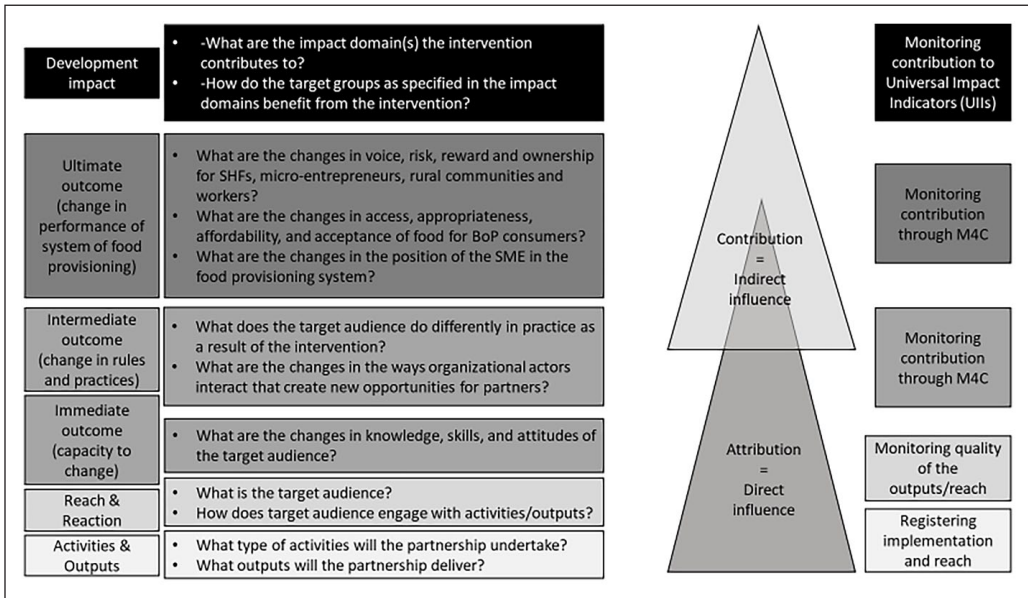 Development
impact
• -What are the impact domain(s) the intervention
contributes to?
• -How do the target groups as specified in the impact
domains benefit from the intervention?
Ultimate
outcome
(change in
performance of
system of food
provisioning)
• What are the changes in voice, risk, reward and ownership
for SHFs, micro-entrepreneurs, rural communities and
workers?
• What are the changes in access, appropriateness,
affordability, and acceptance of food for BoP consumers?
• What are the changes in the position of the SME in the
food provisioning system?
Intermediate
outcome
(change in rules
and practices)
• What does the target audience do differently in practice as
a result of the intervention?
• What are the changes in the ways organizational actors
interact that create new opportunities for partners?
Immediate
outcome
(capacity to
change)
• What are the changes in knowledge, skills, and attitudes of
the target audience?
Reach &
Reaction
• What is the target audience?
• How does target audience engage with activities/outputs?
Activities &
Outputs
• What type of activities will the partnership undertake?
• What outputs will the partnership deliver?
Contribution
=
Indirect
influence
Attribution
=
Direct
influence
Monitoring
contribution to
Universal Impact
Indicators (UIIs)
Monitoring
contribution
through M4C
Monitoring
contribution
through M4C
Monitoring quality
of the
outputs/reach
Registering
implementation
and reach